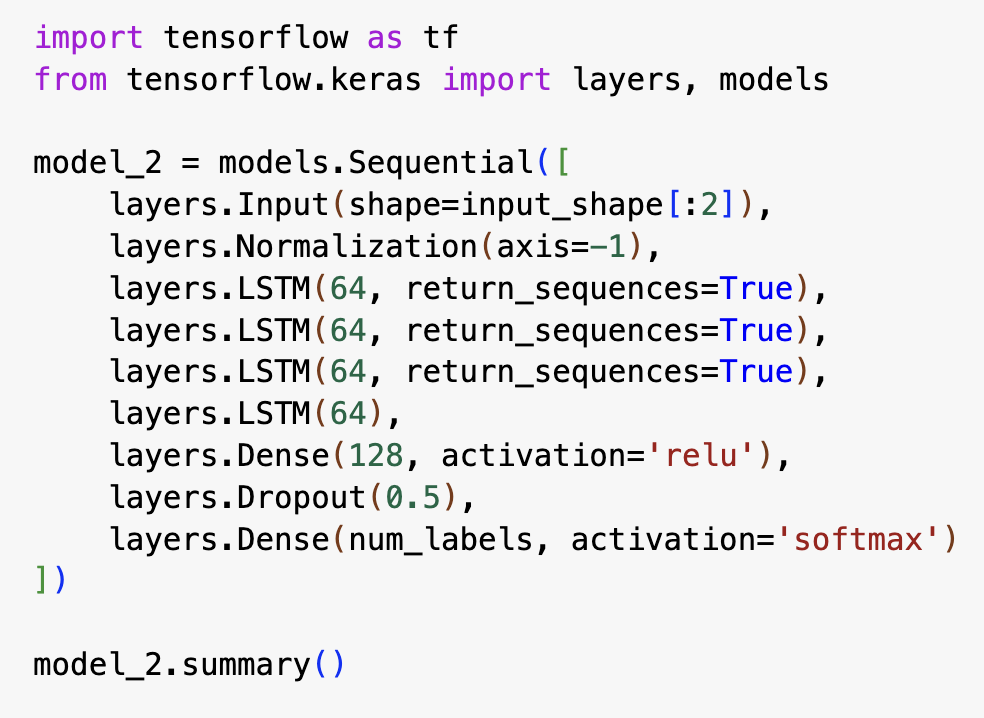 import tensorflow as tf
from tensorflow.keras import layers, models

model_2 = models.Sequential([
    layers.Input(shape=input_shape[:2]),
    layers.Normalization(axis=-1),
    layers.LSTM(64, return_sequences=True),
    layers.LSTM(64, return_sequences=True),
    layers.LSTM(64, return_sequences=True),
    layers.LSTM(64),
    layers.Dense(128, activation='relu'),
    layers.Dropout(0.5),
    layers.Dense(num_labels, activation='softmax')
])

model_2.summary()